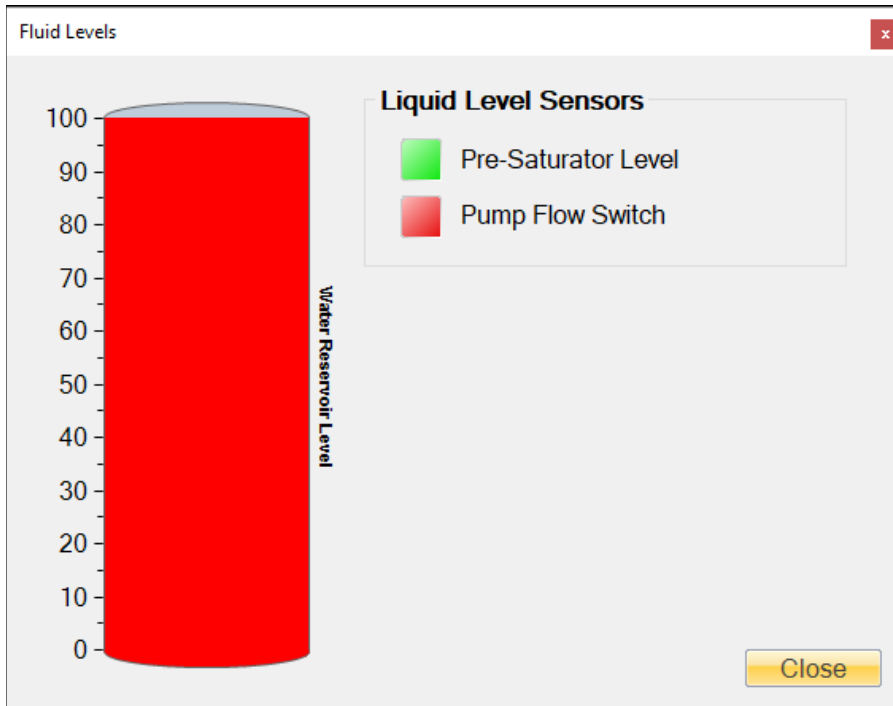 Fluid Levels
x
Liquid Level Sensors
Pre-Saturator Level
Pump Flow Switch
100
90
80
70
60
50
40
30
20
10
0
Water Reservoir Level
Close